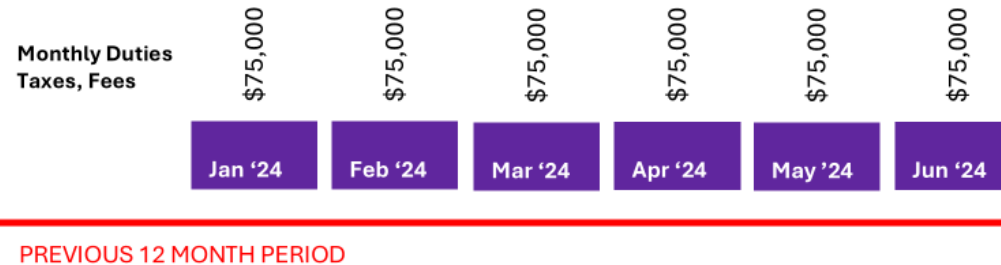 Monthly Duties
Taxes, Fees
$75,000
$75,000
$75,000
$75,000
$75,000
$75,000
Jan ‘24
Feb ‘24
Mar ‘24
Apr ‘24
May ’24
Jun ‘24
PREVIOUS 12 MONTH PERIOD